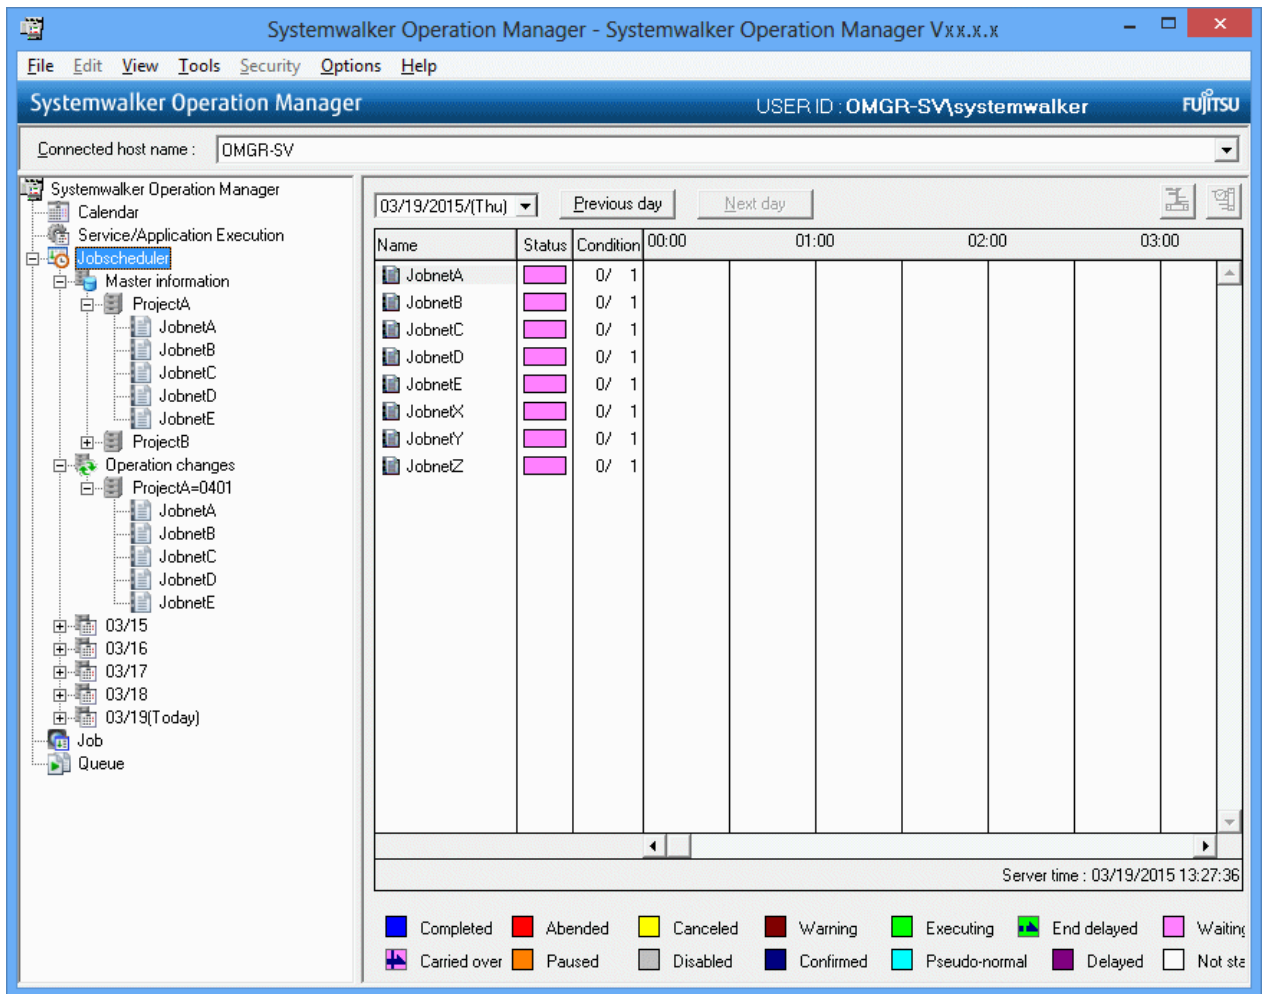 Systemwalker Operation Manager - Systemwalker Operation Manager Vxx.x.x
File Edit View Tools Security Options Help
Systemwalker Operation Manager USER ID : OMGR-SV\systemwalker FUJITSU
Connected host name : OMGR-SV
Systemwalker Operation Manager
Calendar
Service/Application Execution
Jobscheduler
Master information
ProjectA
JobnetA
JobnetB
JobnetC
JobnetD
JobnetE
ProjectB
Operation changes
ProjectA=0401
JobnetA
JobnetB
JobnetC
JobnetD
JobnetE
03/15
03/16
03/17
03/18
03/19(Today)
Job
Queue
03/19/2015/(Thu) Previous day Next day
Name Status Condition 00:00 01:00 02:00 03:00
JobnetA 0/ 1
JobnetB 0/ 1
JobnetC 0/ 1
JobnetD 0/ 1
JobnetE 0/ 1
JobnetX 0/ 1
JobnetY 0/ 1
JobnetZ 0/ 1
Server time : 03/19/2015 13:27:36
Completed Abended Canceled Warning Executing End delayed Waiting
Carried over Paused Disabled Confirmed Pseudo-normal Delayed Not sta